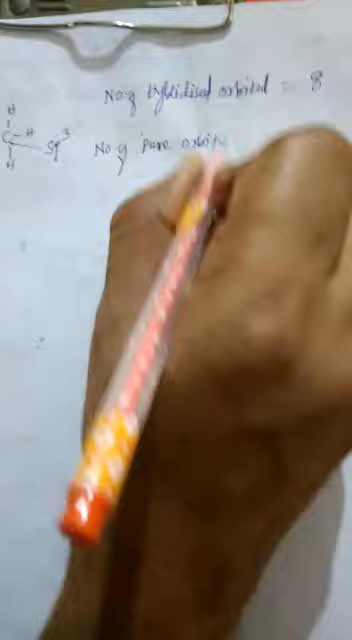 No. of hybridised orbital = 8
H
C - H
H
sp3
No of pure orbit